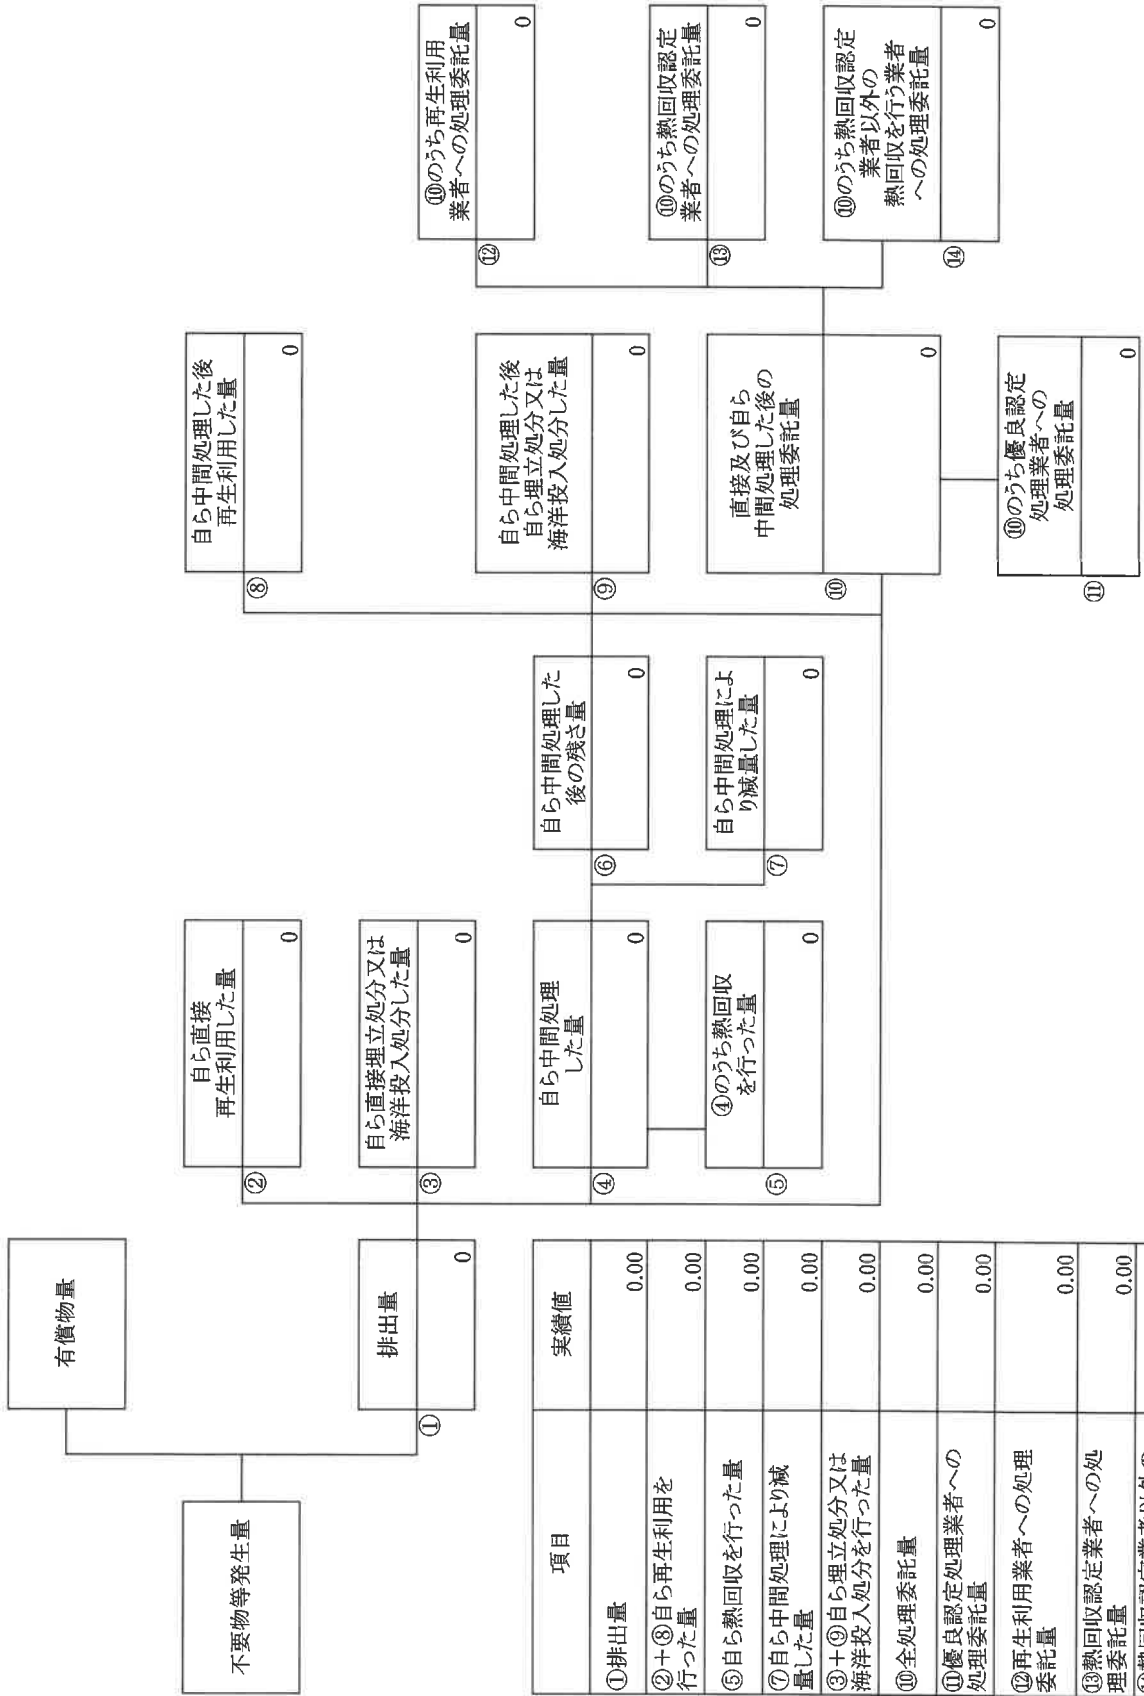 有償物量
不要物等発生量
排出量
①
0
自ら直接
再生利用した量
②
0
自ら直接埋立処分又は
海洋投入処分した量
③
0
自ら中間処理
した量
④
0
④のうち熱回収
を行った量
⑤
0
自ら中間処理した
後の残さ量
⑥
0
自ら中間処理によ
り減量した量
⑦
0
自ら中間処理した後
再生利用した量
⑧
0
自ら中間処理した後
自ら埋立処分又は
海洋投入処分した量
⑨
0
直接及び自ら
中間処理した後の
処理委託量
⑩
0
⑩のうち優良認定
処理業者への
処理委託量
⑪
0
⑩のうち再生利用
業者への処理委託量
⑫
0
⑩のうち熱回収認定
業者への処理委託量
⑬
0
⑩のうち熱回収認定
業者以外の
熱回収を行う業者
への処理委託量
⑭
0
項目 実績値
①排出量 0.00
②+⑧自ら再生利用を
行った量 0.00
⑤自ら熱回収を行った量 0.00
⑦自ら中間処理により減
量した量 0.00
③+⑨自ら埋立処分又は
海洋投入処分を行った量 0.00
⑩全処理委託量 0.00
⑪優良認定処理業者への
処理委託量 0.00
⑫再生利用業者への処理
委託量 0.00
⑬熱回収認定業者への処
理委託量 0.00